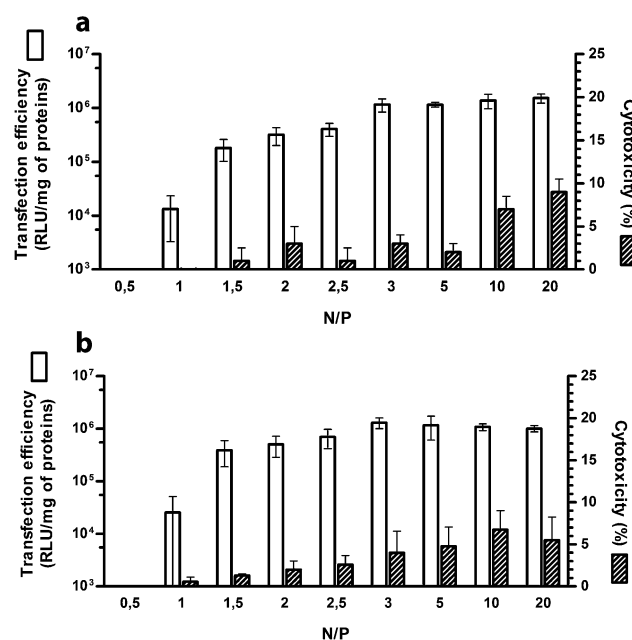 a
Transfection efficiency
(RLU/mg of proteins)
10⁷
10⁶
10⁵
10⁴
10³
25
20
15
10
5
0
Cytotoxicity (%)
0,5 1 1,5 2 2,5 3 5 10 20
N/P
b
Transfection efficiency
(RLU/mg of proteins)
10⁷
10⁶
10⁵
10⁴
10³
25
20
15
10
5
0
Cytotoxicity (%)
0,5 1 1,5 2 2,5 3 5 10 20
N/P